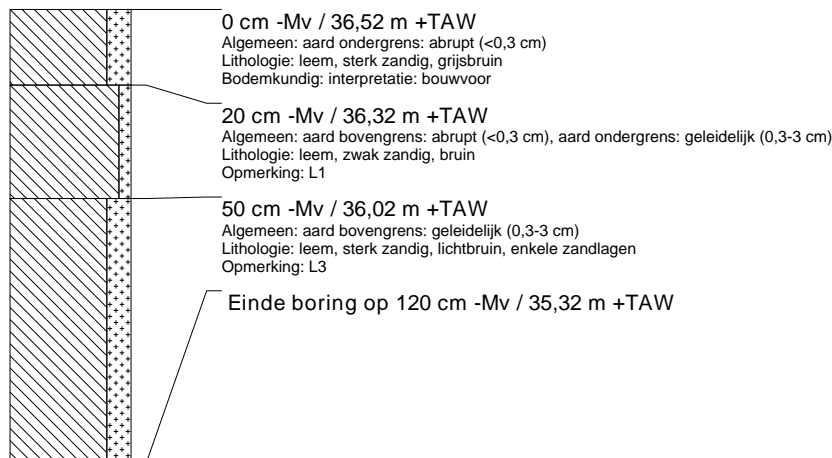 0 cm -Mv / 36,52 m +TAW
Algemeen: aard ondergrens: abrupt (<0,3 cm)
Lithologie: leem, sterk zandig, grijsbruin
Bodemkundig: interpretatie: bouwvoor
20 cm -Mv / 36,32 m +TAW
Algemeen: aard bovengrens: abrupt (<0,3 cm), aard ondergrens: geleidelijk (0,3-3 cm)
Lithologie: leem, zwak zandig, bruin
Opmerking: L1
50 cm -Mv / 36,02 m +TAW
Algemeen: aard bovengrens: geleidelijk (0,3-3 cm)
Lithologie: leem, sterk zandig, lichtbruin, enkele zandlagen
Opmerking: L3
Einde boring op 120 cm -Mv / 35,32 m +TAW